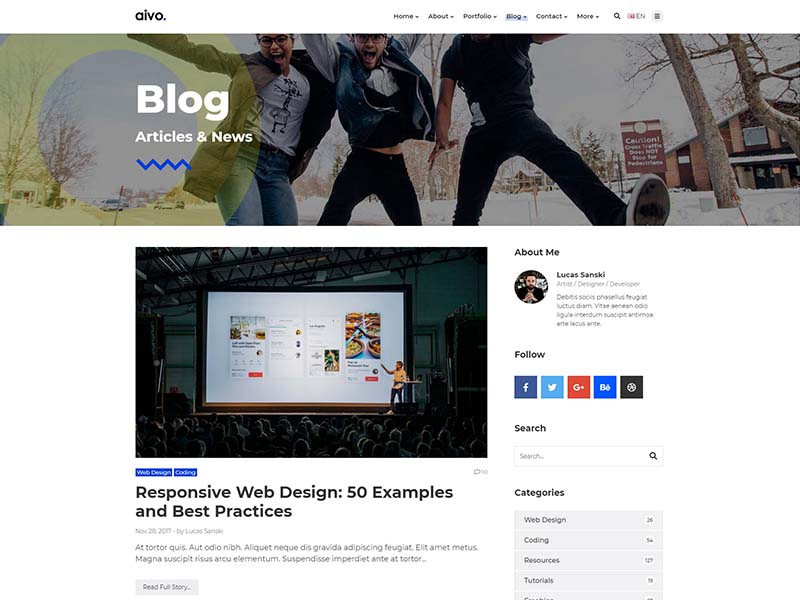 aivo.
Home About Portfolio Blog Contact More EN
Blog
Articles & News
Caution!
Cross Traffic
Does NOT
Stop for
Pedestrians
Web Design Coding 10
Responsive Web Design: 50 Examples
and Best Practices
Nov 28, 2017 - by Lucas Sanski
At tortor quis. Aut odio nibh. Aliquet neque dis gravida adipiscing feugiat. Elit amet metus.
Magna suscipit risus arcu elementum. Suspendisse imperdiet ante at tortor...
Read Full Story...
About Me
Lucas Sanski
Artist / Designer / Developer
Debitis sociis phasellus feugiat
luctus diam. Vitae aenean odio
ligula interdum suscipit antimoa
arte lacus ante.
Follow
f G+ Bē
Search
Search...
Categories
Web Design 26
Coding 54
Resources 127
Tutorials 19